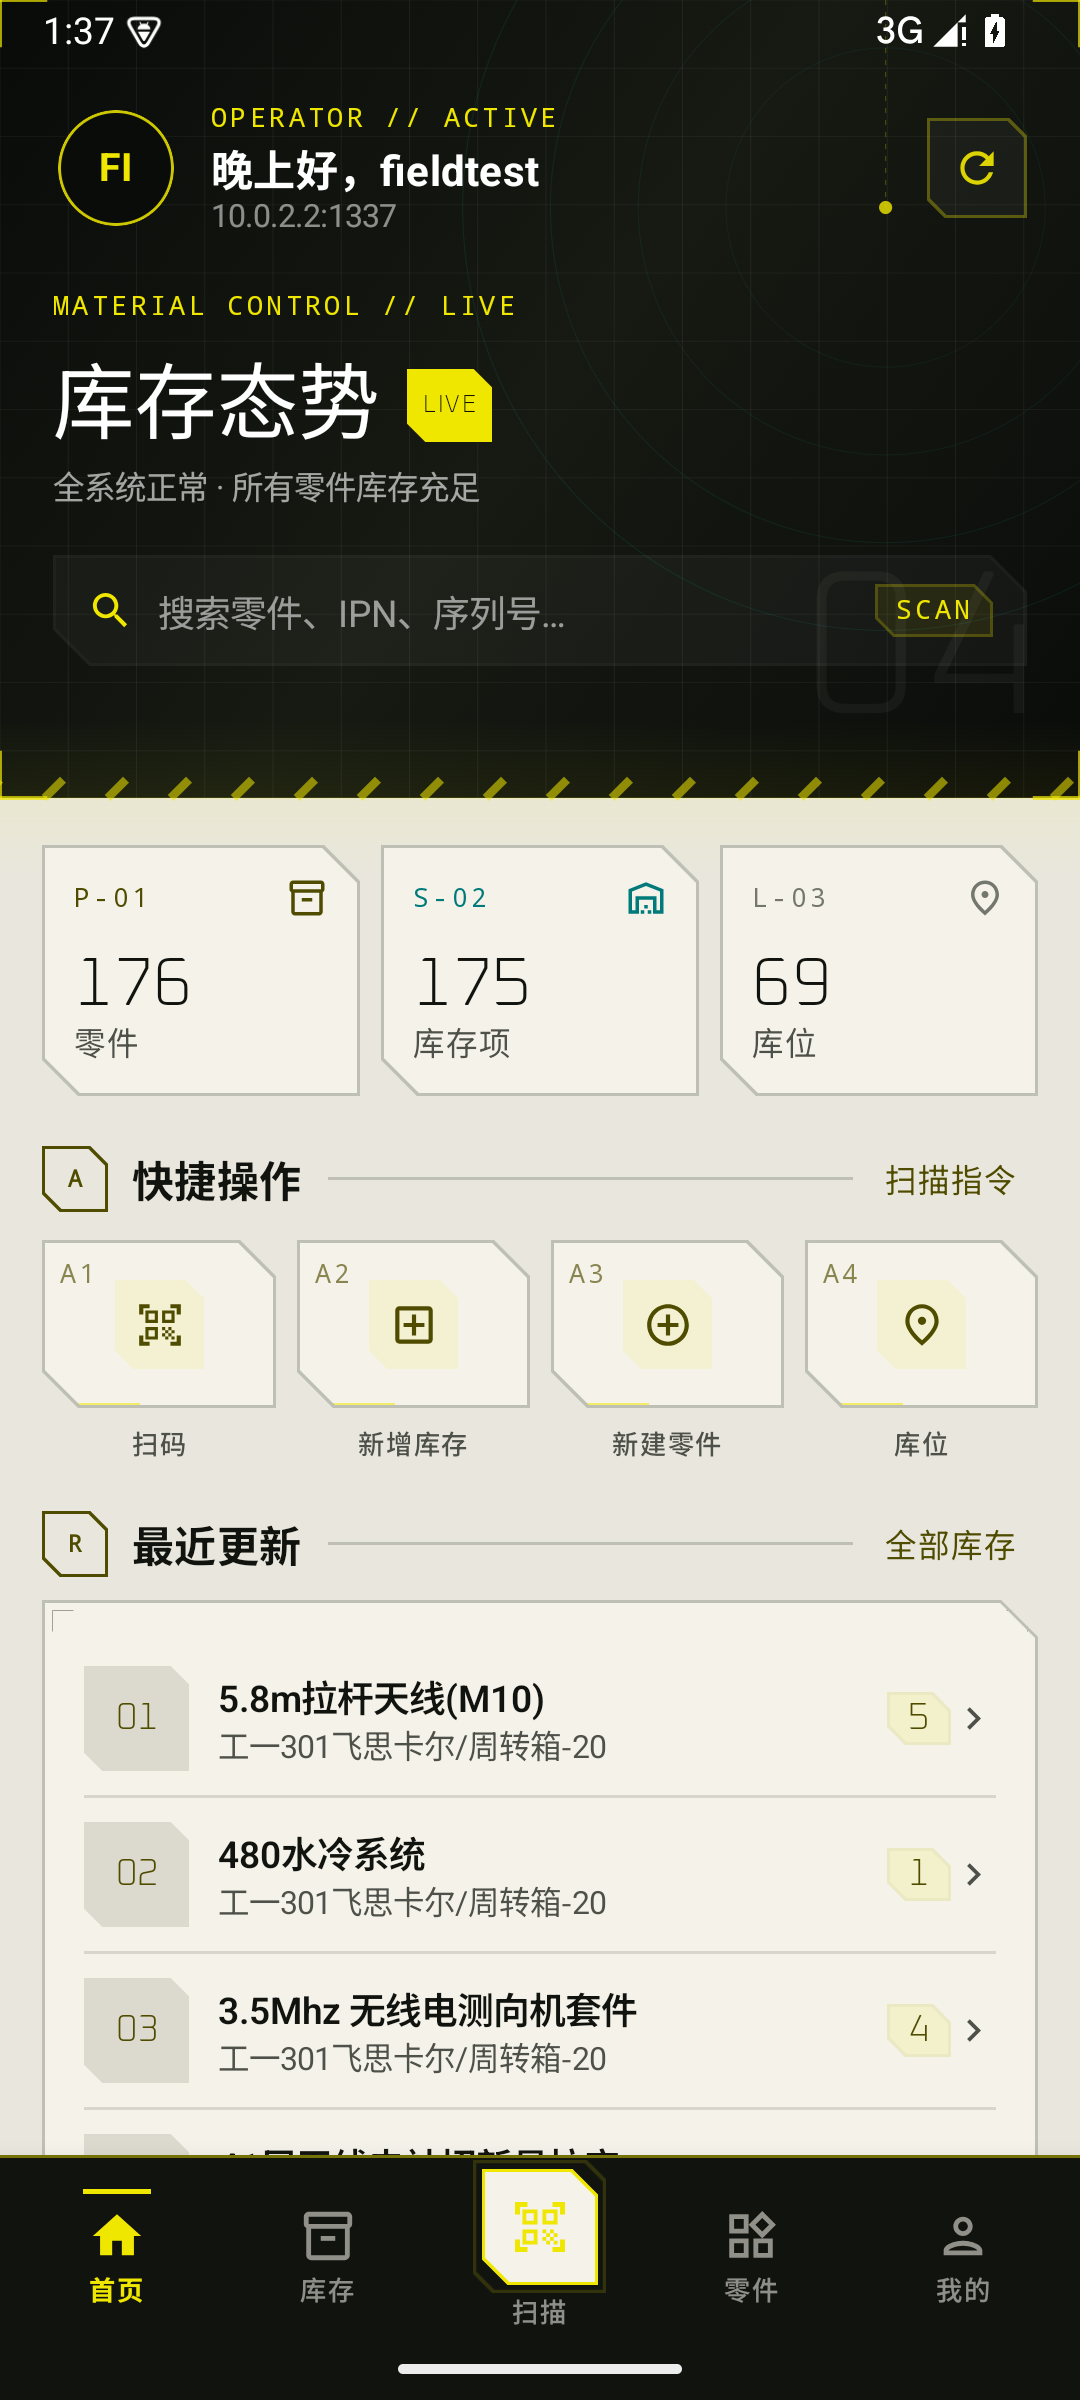 1:37
3G
OPERATOR // ACTIVE
FI
晚上好，fieldtest
10.0.2.2:1337
MATERIAL CONTROL // LIVE
库存态势
LIVE
全系统正常 · 所有零件库存充足
搜索零件、IPN、序列号...
SCAN
04
P-01
S-02
L-03
176
175
69
零件
库存项
库位
A
快捷操作
扫描指令
A1
A2
A3
A4
扫码
新增库存
新建零件
库位
R
最近更新
全部库存
01
5.8m拉杆天线(M10)
工一301飞思卡尔/周转箱-20
5
02
480水冷系统
工一301飞思卡尔/周转箱-20
1
03
3.5Mhz 无线电测向机套件
工一301飞思卡尔/周转箱-20
4
首页
库存
扫描
零件
我的